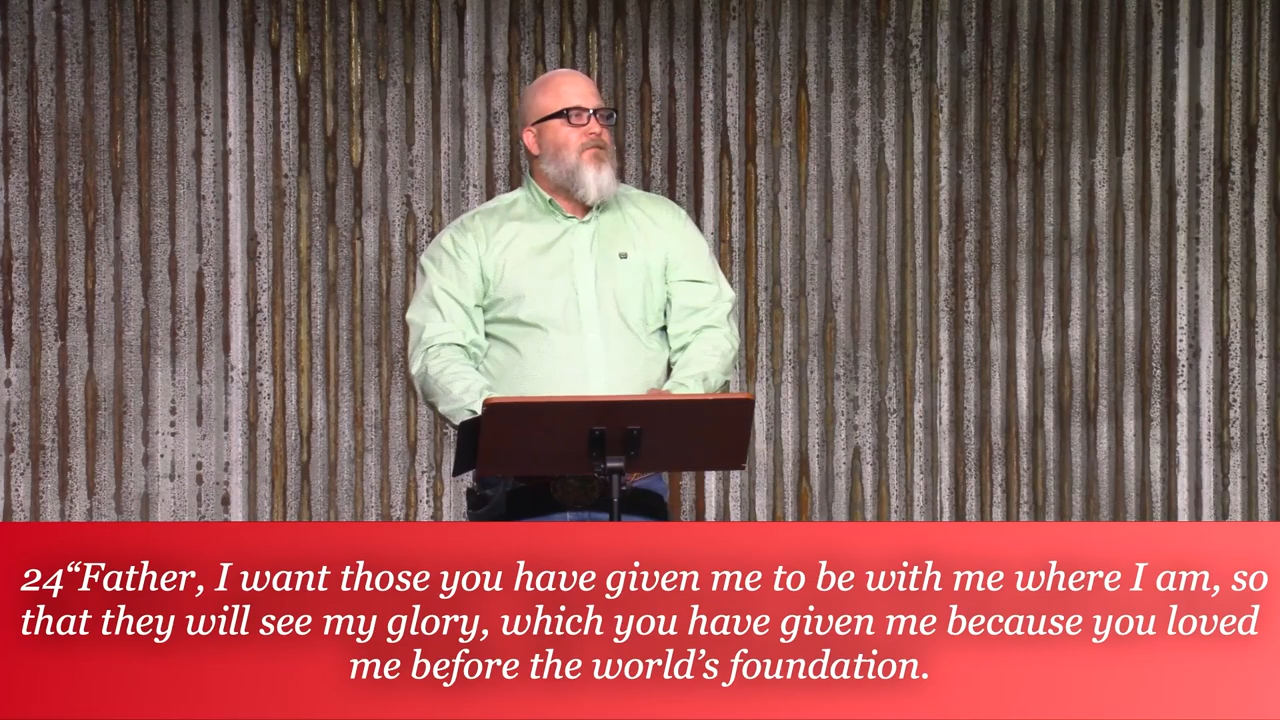 24“Father, I want those you have given me to be with me where I am, so
that they will see my glory, which you have given me because you loved
me before the world’s foundation.